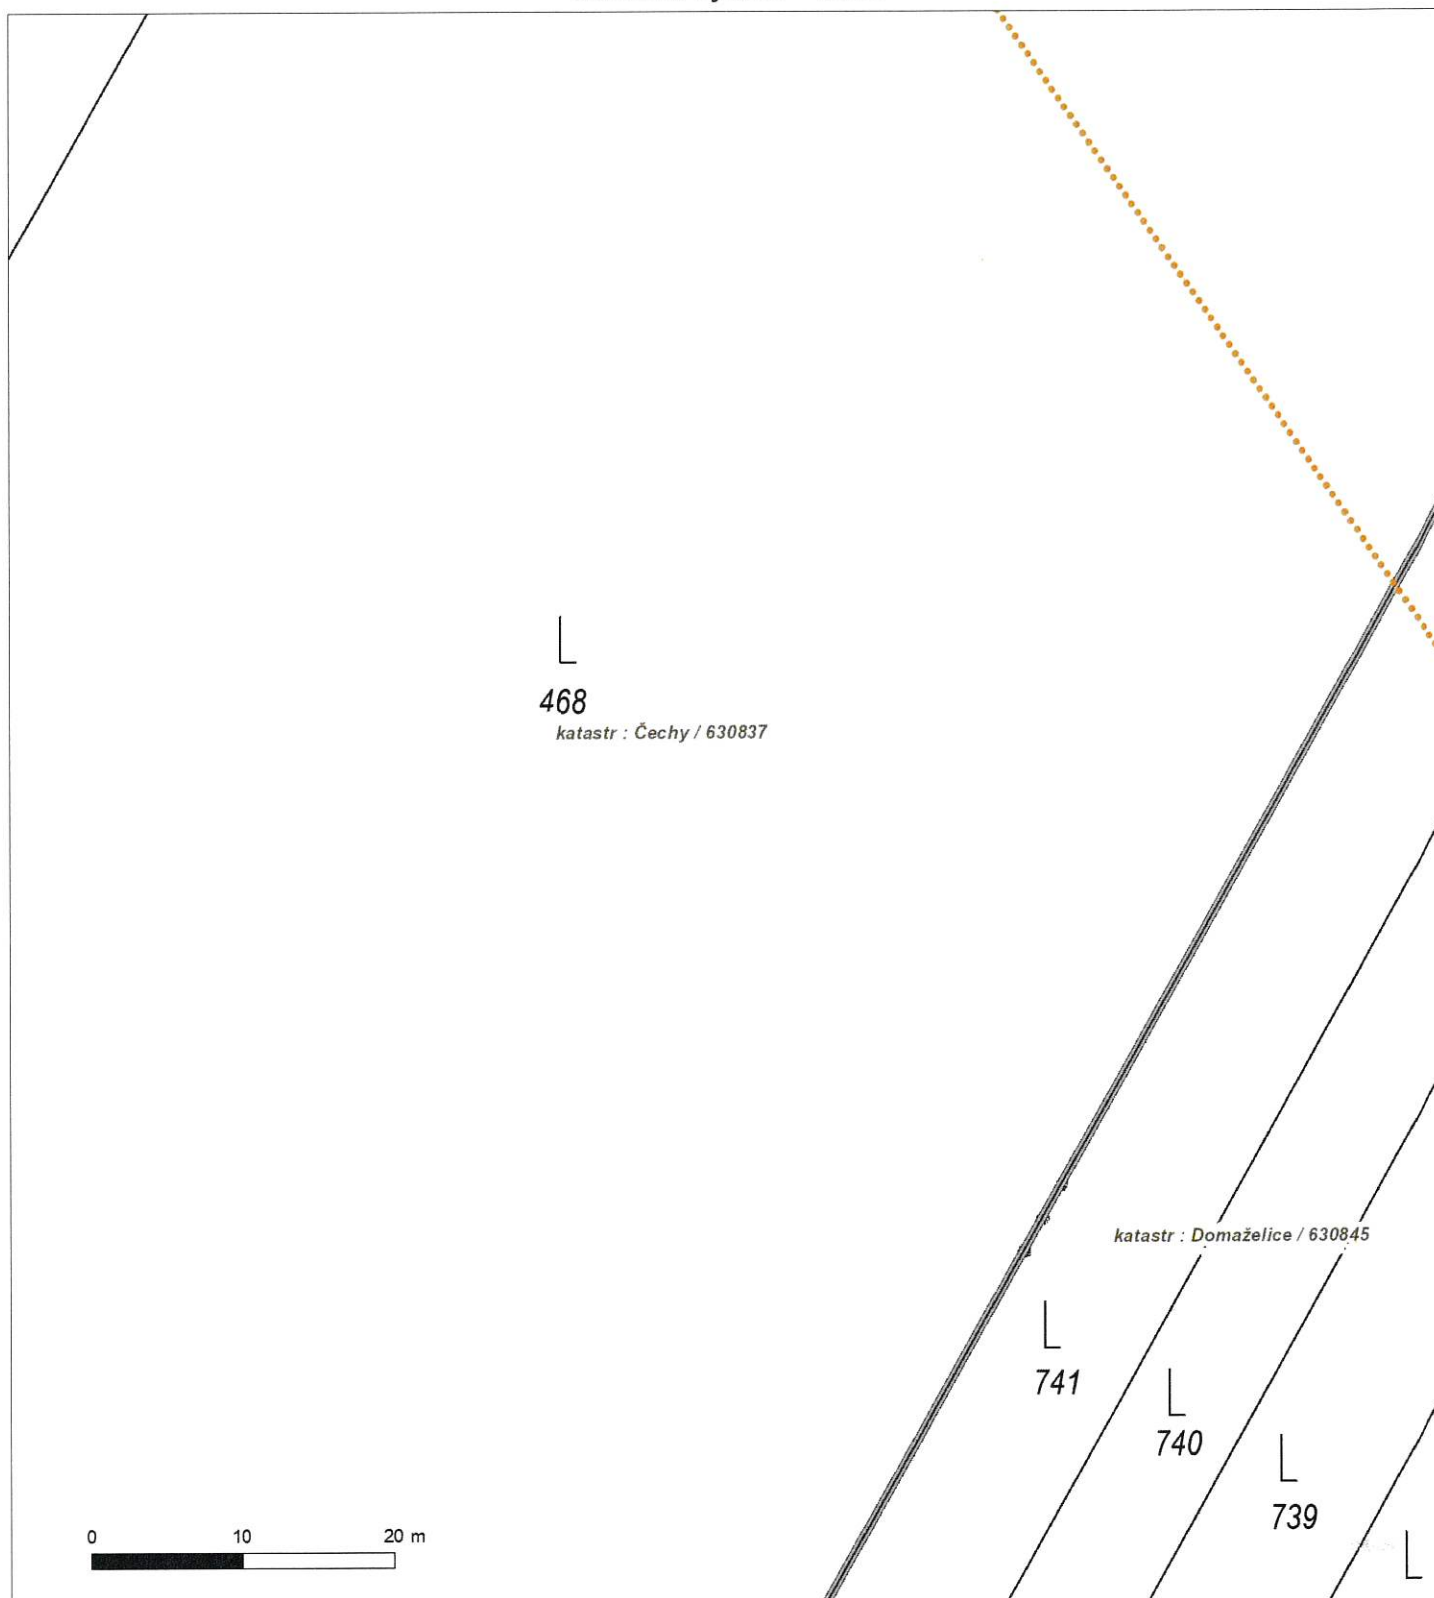 468
katastr : Čechy / 630837
katastr : Domaželice / 630845
741
740
739
0 10 20 m